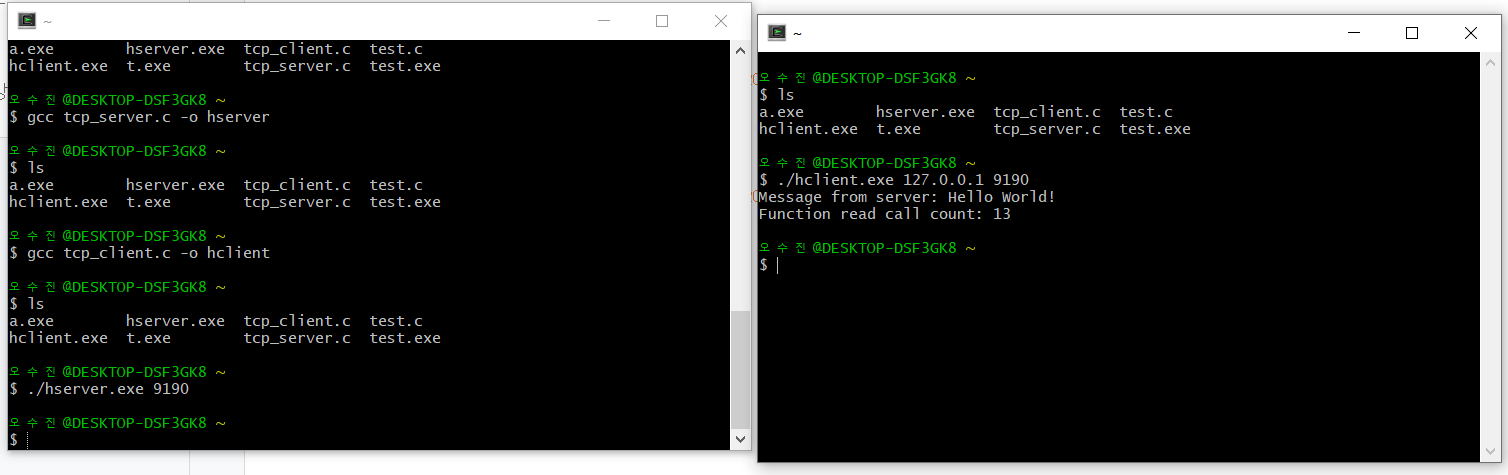 ~
a.exe        hserver.exe  tcp_client.c  test.c
hclient.exe  t.exe        tcp_server.c  test.exe
오 수 진 @DESKTOP-DSF3GK8 ~
$ gcc tcp_server.c -o hserver
오 수 진 @DESKTOP-DSF3GK8 ~
$ ls
a.exe        hserver.exe  tcp_client.c  test.c
hclient.exe  t.exe        tcp_server.c  test.exe
오 수 진 @DESKTOP-DSF3GK8 ~
$ gcc tcp_client.c -o hclient
오 수 진 @DESKTOP-DSF3GK8 ~
$ ls
a.exe        hserver.exe  tcp_client.c  test.c
hclient.exe  t.exe        tcp_server.c  test.exe
오 수 진 @DESKTOP-DSF3GK8 ~
$ ./hserver.exe 9190
오 수 진 @DESKTOP-DSF3GK8 ~
$
~
오 수 진 @DESKTOP-DSF3GK8 ~
$ ls
a.exe        hserver.exe  tcp_client.c  test.c
hclient.exe  t.exe        tcp_server.c  test.exe
오 수 진 @DESKTOP-DSF3GK8 ~
$ ./hclient.exe 127.0.0.1 9190
Message from server: Hello World!
Function read call count: 13
오 수 진 @DESKTOP-DSF3GK8 ~
$